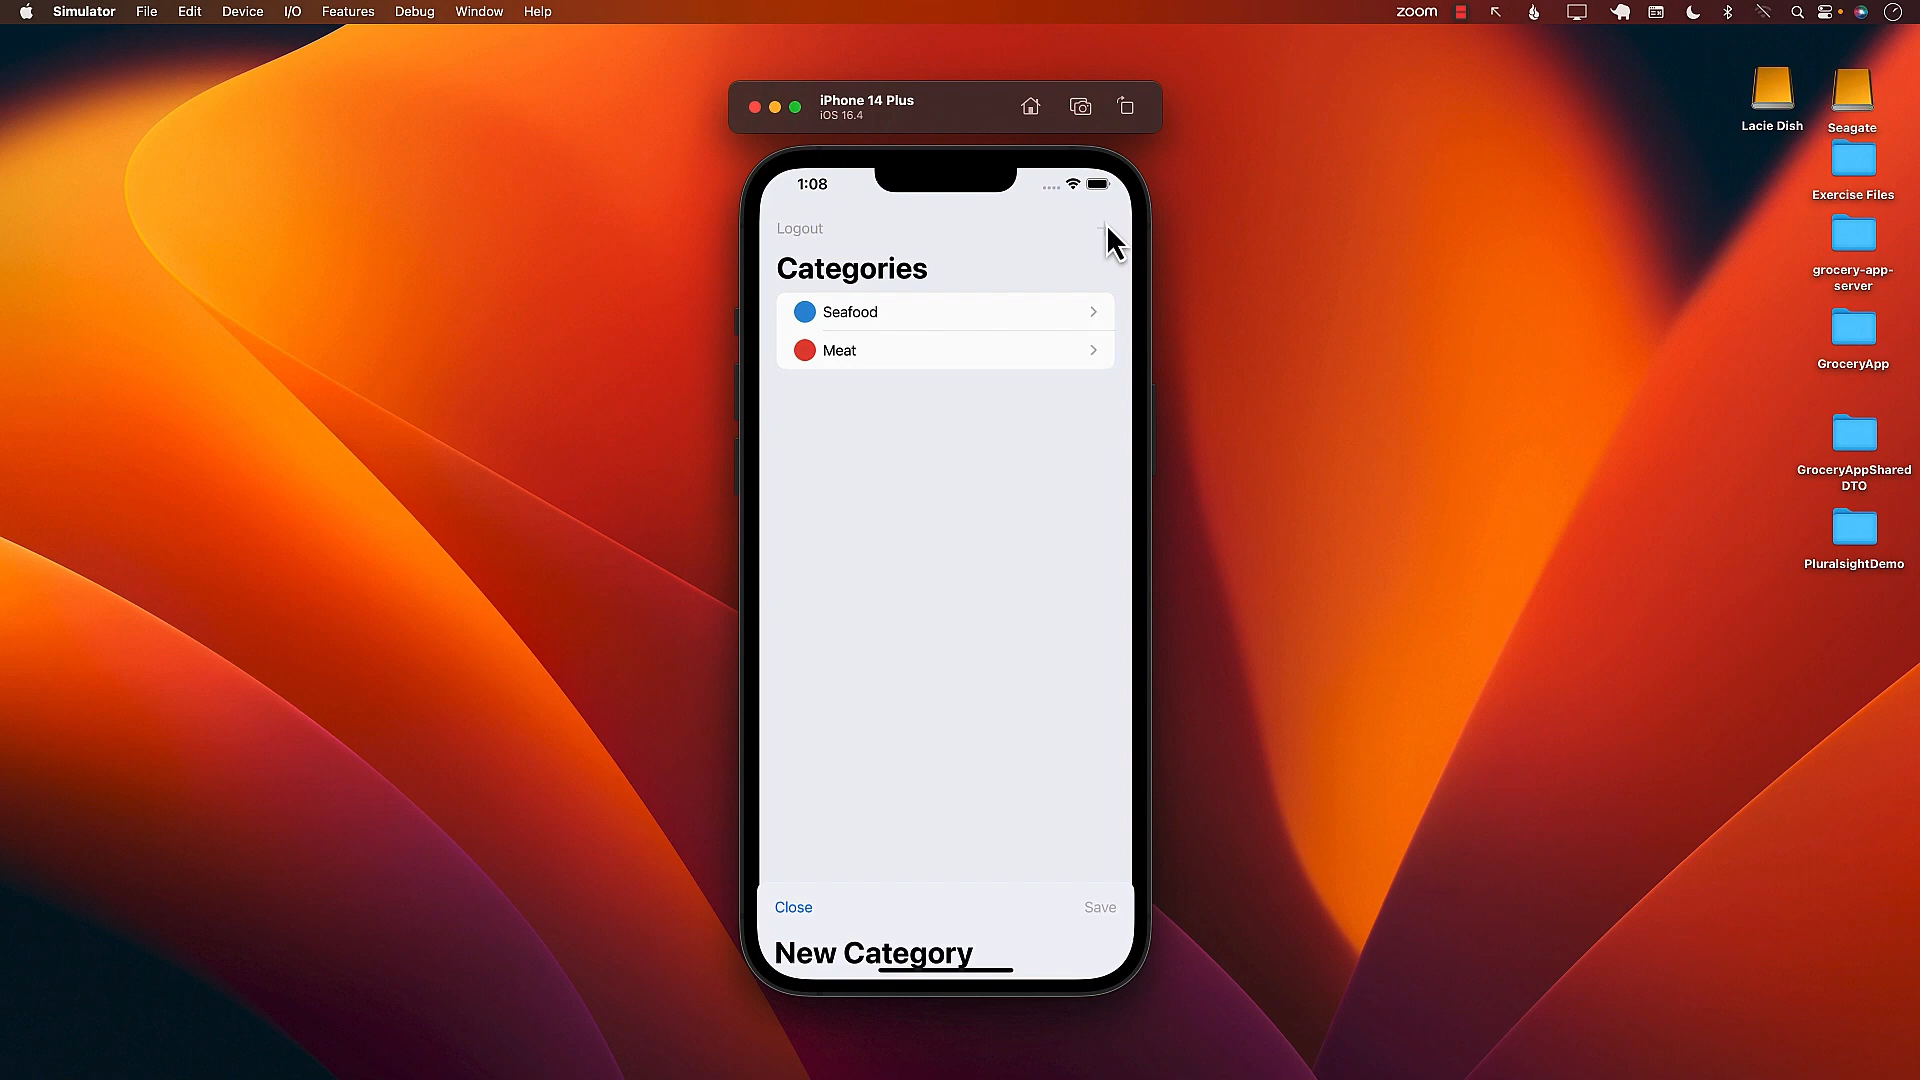 Simulator File Edit View Device I/O Features Debug Window Help
zoom
iPhone 14 Plus
iOS 16.4
1:08
Logout
Categories
Seafood
Meat
Close
Save
New Category
Lacie Dish
Seagate
Exercise Files
grocery-app-
server
GroceryApp
GroceryAppShared
DTO
PluralsightDemo